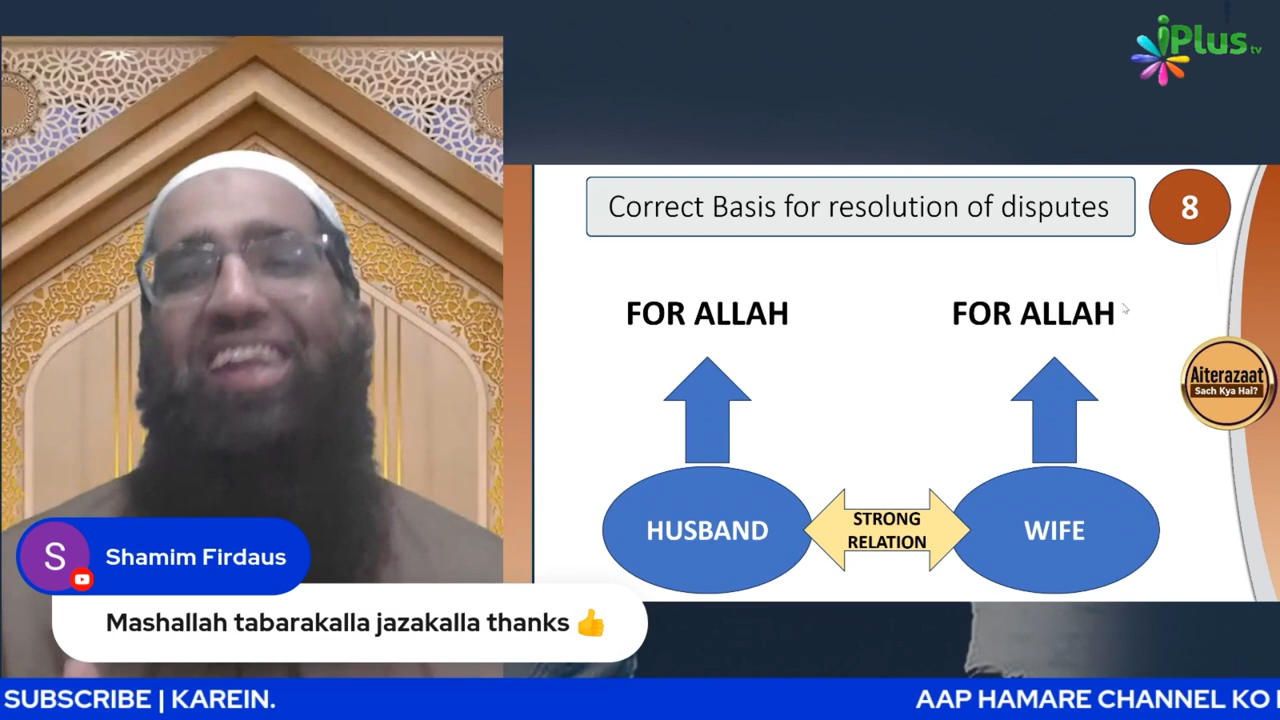 iPlus tv
Correct Basis for resolution of disputes
8
FOR ALLAH
FOR ALLAH
Aiterazaat
Sach Kya Hai?
HUSBAND
STRONG
RELATION
WIFE
S
Shamim Firdaus
Mashallah tabarakalla jazakalla thanks 👍
SUBSCRIBE | KAREIN.
AAP HAMARE CHANNEL KO